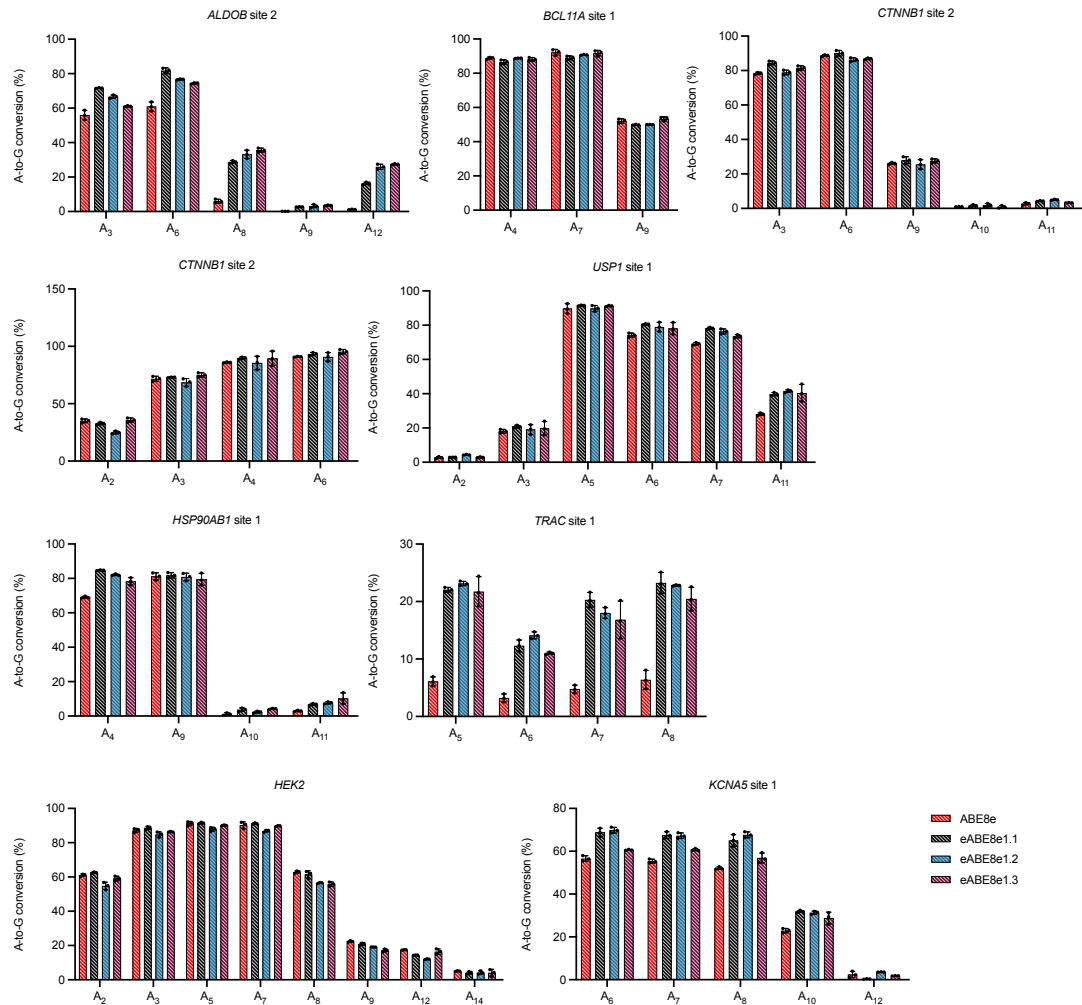 ALDOB site 2
A-to-G conversion (%)
80
60
40
20
0
A3 A6 A8 A9 A12
BCL11A site 1
A-to-G conversion (%)
100
80
60
40
20
0
A4 A7 A9
CTNNB1 site 2
A-to-G conversion (%)
100
80
60
40
20
0
A3 A6 A9 A10 A11
CTNNB1 site 2
A-to-G conversion (%)
150
100
50
0
A2 A3 A4 A6
USP1 site 1
A-to-G conversion (%)
100
80
60
40
20
0
A2 A3 A5 A6 A7 A11
HSP90AB1 site 1
A-to-G conversion (%)
100
80
60
40
20
0
A4 A9 A10 A11
TRAC site 1
A-to-G conversion (%)
30
20
10
0
A5 A6 A7 A8
HEK2
A-to-G conversion (%)
100
80
60
40
20
0
A2 A3 A5 A7 A8 A9 A12 A14
KCNA5 site 1
A-to-G conversion (%)
80
60
40
20
0
A6 A7 A8 A10 A12
ABE8e
eABE8e1.1
eABE8e1.2
eABE8e1.3